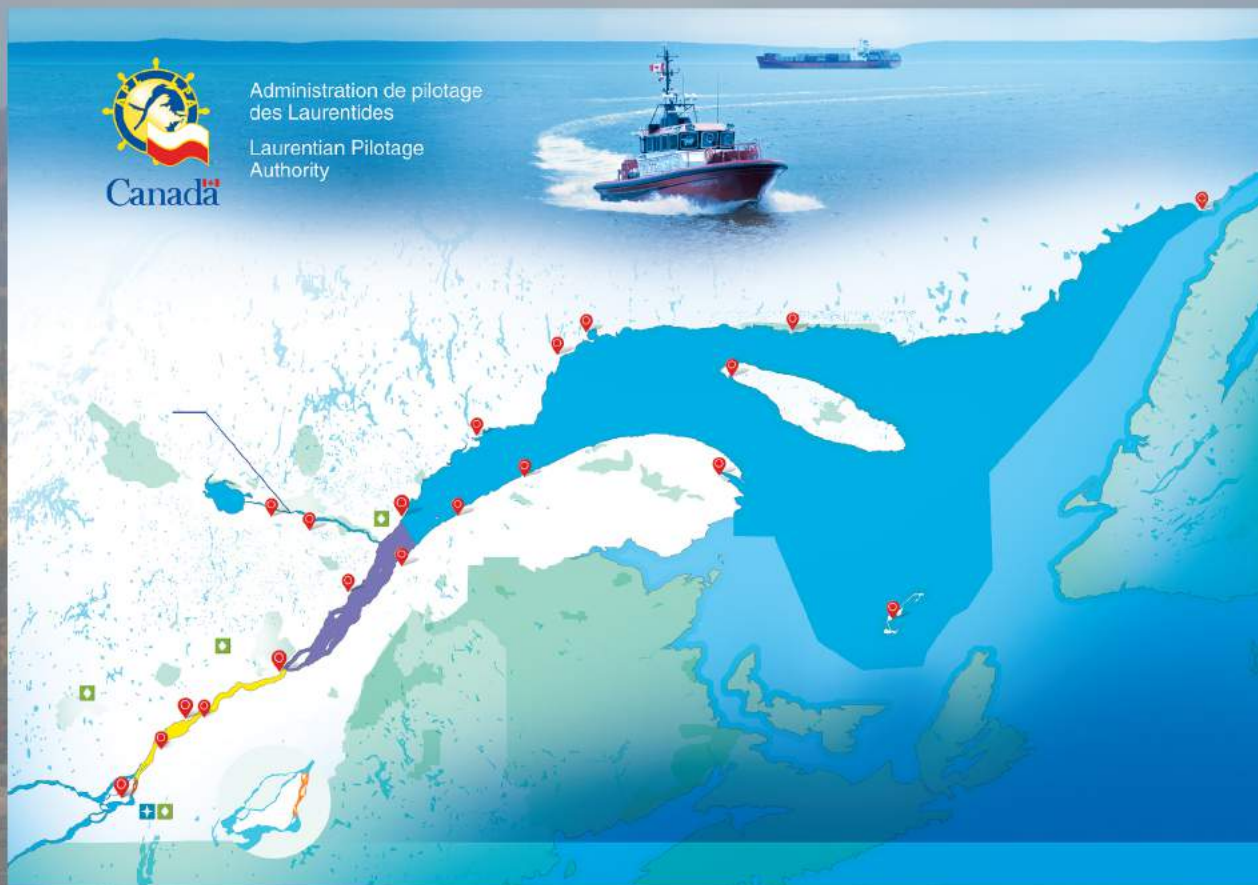 Administration de pilotage
des Laurentides
Laurentian Pilotage
Authority
Canada